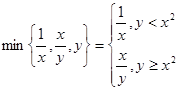 min{1/x, x/y, y} = {1/x, y < x²
x/y, y ≥ x²